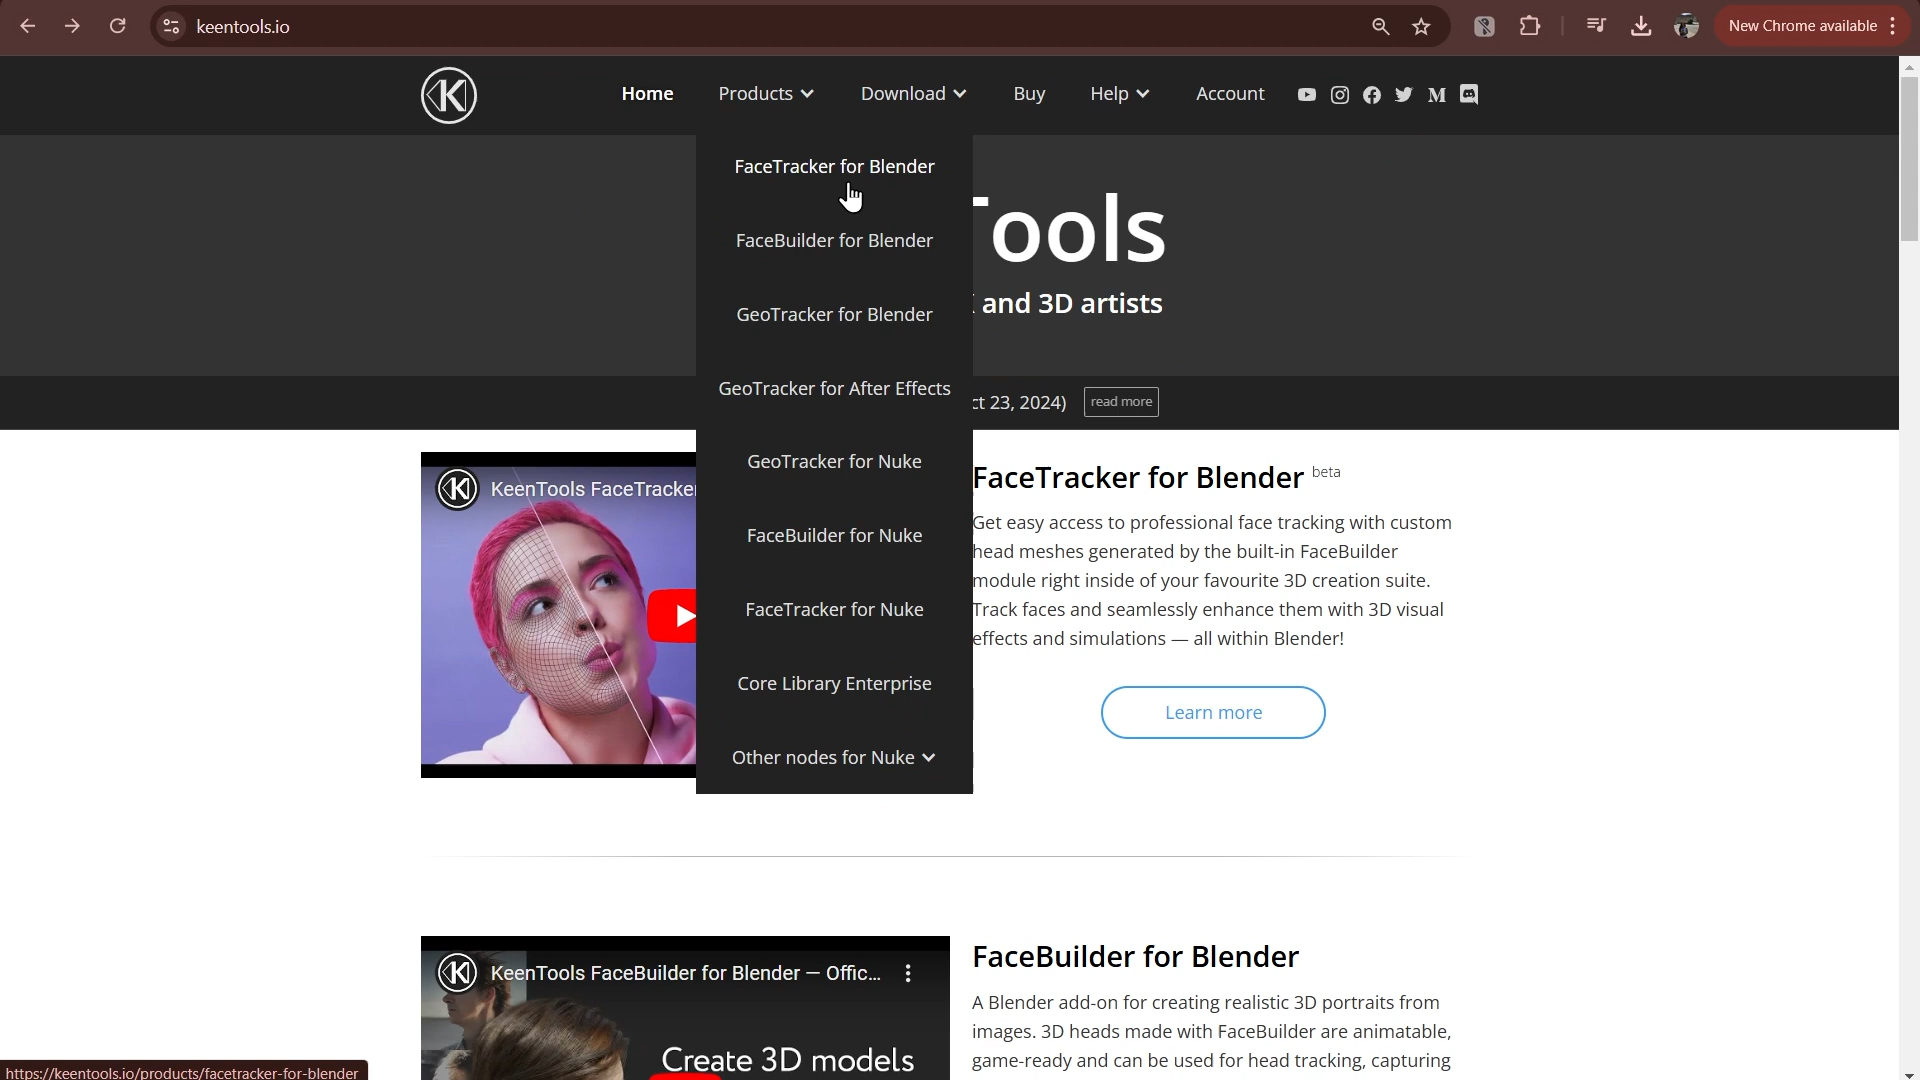 keentools.io
New Chrome available
K
Home
Products
Download
Buy
Help
Account
M
FaceTracker for Blender
FaceBuilder for Blender
GeoTracker for Blender
GeoTracker for After Effects
GeoTracker for Nuke
FaceBuilder for Nuke
FaceTracker for Nuke
Core Library Enterprise
Other nodes for Nuke
Tools
and 3D artists
ct 23, 2024)
read more
KeenTools FaceTracker
FaceTracker for Blender beta
Get easy access to professional face tracking with custom
head meshes generated by the built-in FaceBuilder
module right inside of your favourite 3D creation suite.
Track faces and seamlessly enhance them with 3D visual
effects and simulations — all within Blender!
Learn more
KeenTools FaceBuilder for Blender — Offic...
Create 3D models
FaceBuilder for Blender
A Blender add-on for creating realistic 3D portraits from
images. 3D heads made with FaceBuilder are animatable,
game-ready and can be used for head tracking, capturing
https://keentools.io/products/facetracker-for-blender